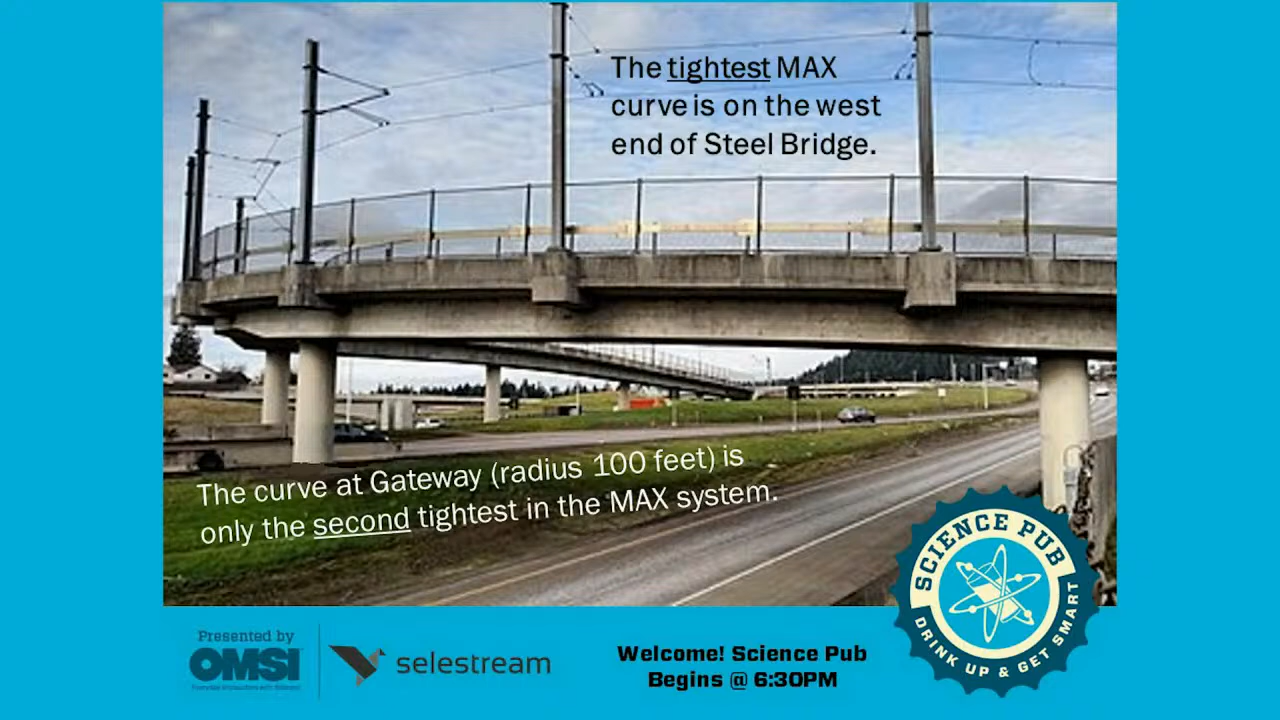 The tightest MAX
curve is on the west
end of Steel Bridge.
The curve at Gateway (radius 100 feet) is
only the second tightest in the MAX system.
SCIENCE PUB
DRINK UP & GET SMART
Presented by
OMSI
selestream
Welcome! Science Pub
Begins @ 6:30PM